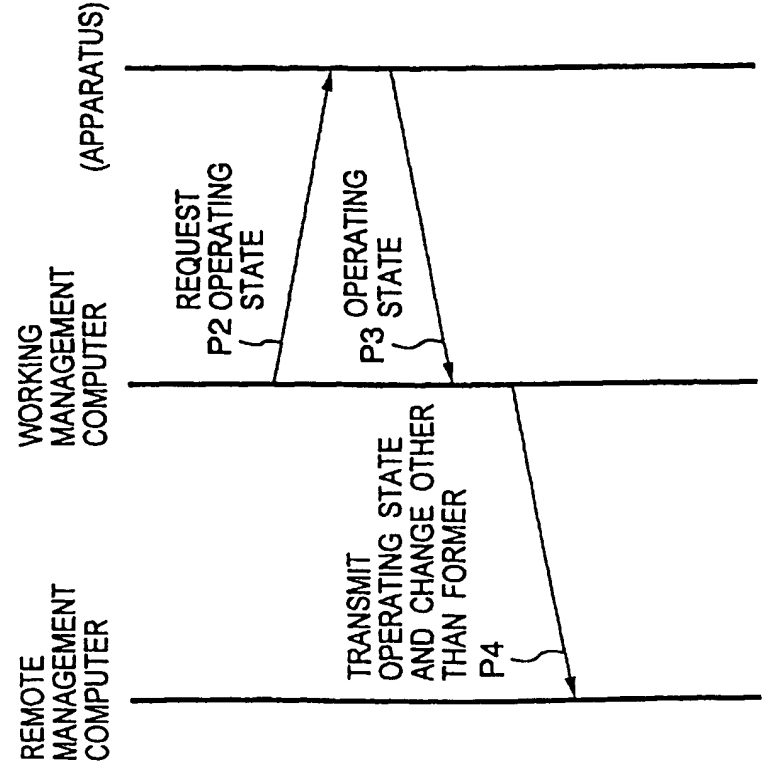 REMOTE
MANAGEMENT
COMPUTER
WORKING
MANAGEMENT
COMPUTER
(APPARATUS)
REQUEST
P2 OPERATING
STATE
P3 OPERATING
STATE
TRANSMIT
OPERATING STATE
AND CHANGE OTHER
THAN FORMER
P4